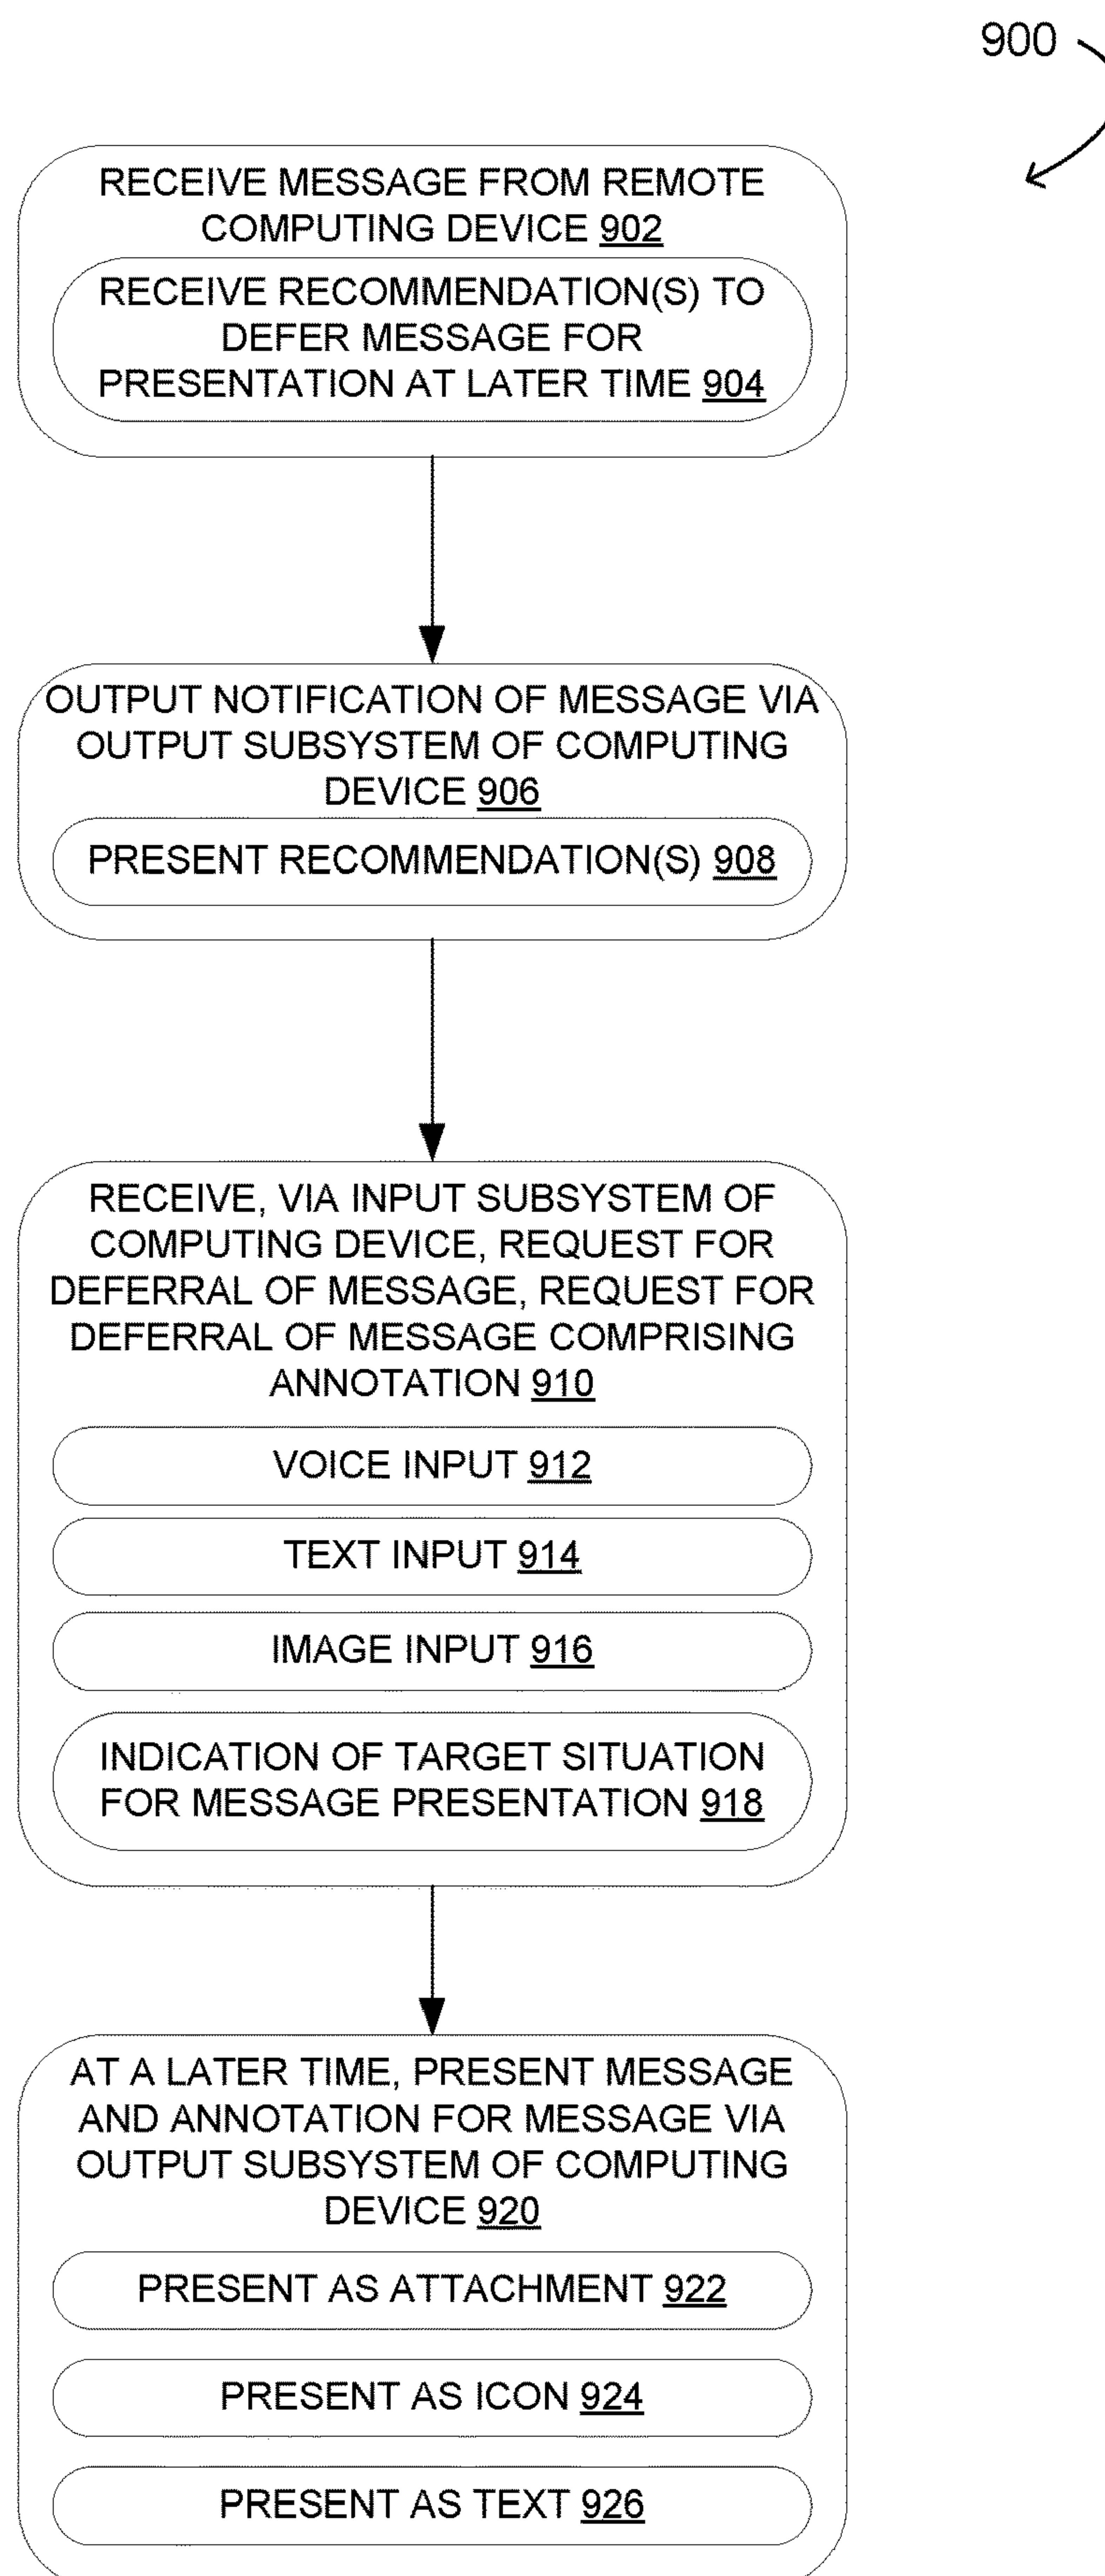 900
RECEIVE MESSAGE FROM REMOTE
COMPUTING DEVICE 902
RECEIVE RECOMMENDATION(S) TO
DEFER MESSAGE FOR
PRESENTATION AT LATER TIME 904
OUTPUT NOTIFICATION OF MESSAGE VIA
OUTPUT SUBSYSTEM OF COMPUTING
DEVICE 906
PRESENT RECOMMENDATION(S) 908
RECEIVE, VIA INPUT SUBSYSTEM OF
COMPUTING DEVICE, REQUEST FOR
DEFERRAL OF MESSAGE, REQUEST FOR
DEFERRAL OF MESSAGE COMPRISING
ANNOTATION 910
VOICE INPUT 912
TEXT INPUT 914
IMAGE INPUT 916
INDICATION OF TARGET SITUATION
FOR MESSAGE PRESENTATION 918
AT A LATER TIME, PRESENT MESSAGE
AND ANNOTATION FOR MESSAGE VIA
OUTPUT SUBSYSTEM OF COMPUTING
DEVICE 920
PRESENT AS ATTACHMENT 922
PRESENT AS ICON 924
PRESENT AS TEXT 926